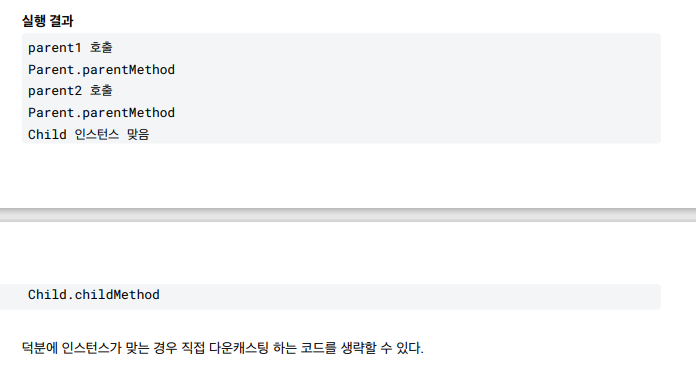 실행 결과
parent1 호출
Parent.parentMethod
parent2 호출
Parent.parentMethod
Child 인스턴스 맞음
Child.childMethod
덕분에 인스턴스가 맞는 경우 직접 다운캐스팅 하는 코드를 생략할 수 있다.